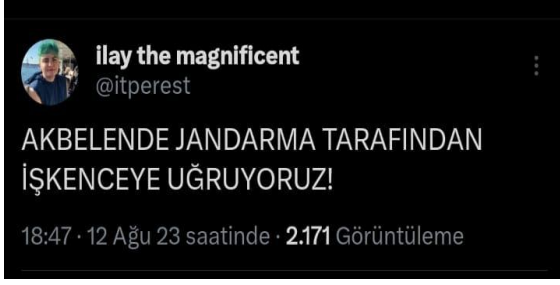 ilay the magnificent
@itperest
AKBELENDE JANDARMA TARAFINDAN
İŞKENCEYE UĞRUYORUZ!
18:47 · 12 Ağu 23 saatinde · 2.171 Görüntüleme